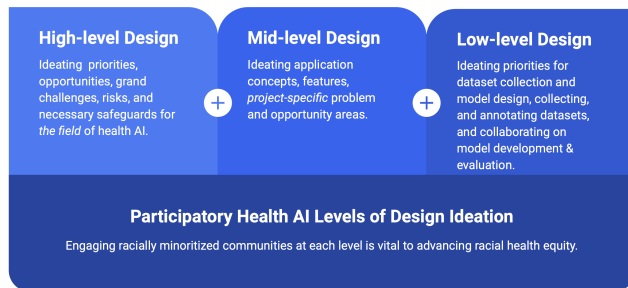 High-level Design
Ideating priorities,
opportunities, grand
challenges, risks, and
necessary safeguards for
the field of health AI.
+
Mid-level Design
Ideating application
concepts, features,
project-specific problem
and opportunity areas.
+
Low-level Design
Ideating priorities for
dataset collection and
model design, collecting,
and annotating datasets,
and collaborating on
model development &
evaluation.
Participatory Health AI Levels of Design Ideation
Engaging racially minoritized communities at each level is vital to advancing racial health equity.